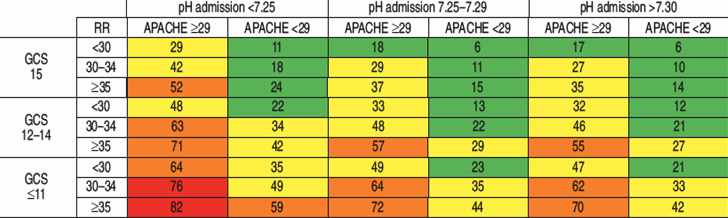 pH admission <7.25 pH admission 7.25–7.29 pH admission >7.30
RR APACHE ≥29 APACHE <29 APACHE ≥29 APACHE <29 APACHE ≥29 APACHE <29
GCS 15
<30 29 11 18 6 17 6
30–34 42 18 29 11 27 10
≥35 52 24 37 15 35 14
GCS 12–14
<30 48 22 33 13 32 12
30–34 63 34 48 22 46 21
≥35 71 42 57 29 55 27
GCS ≤11
<30 64 35 49 23 47 21
30–34 76 49 64 35 62 33
≥35 82 59 72 44 70 42